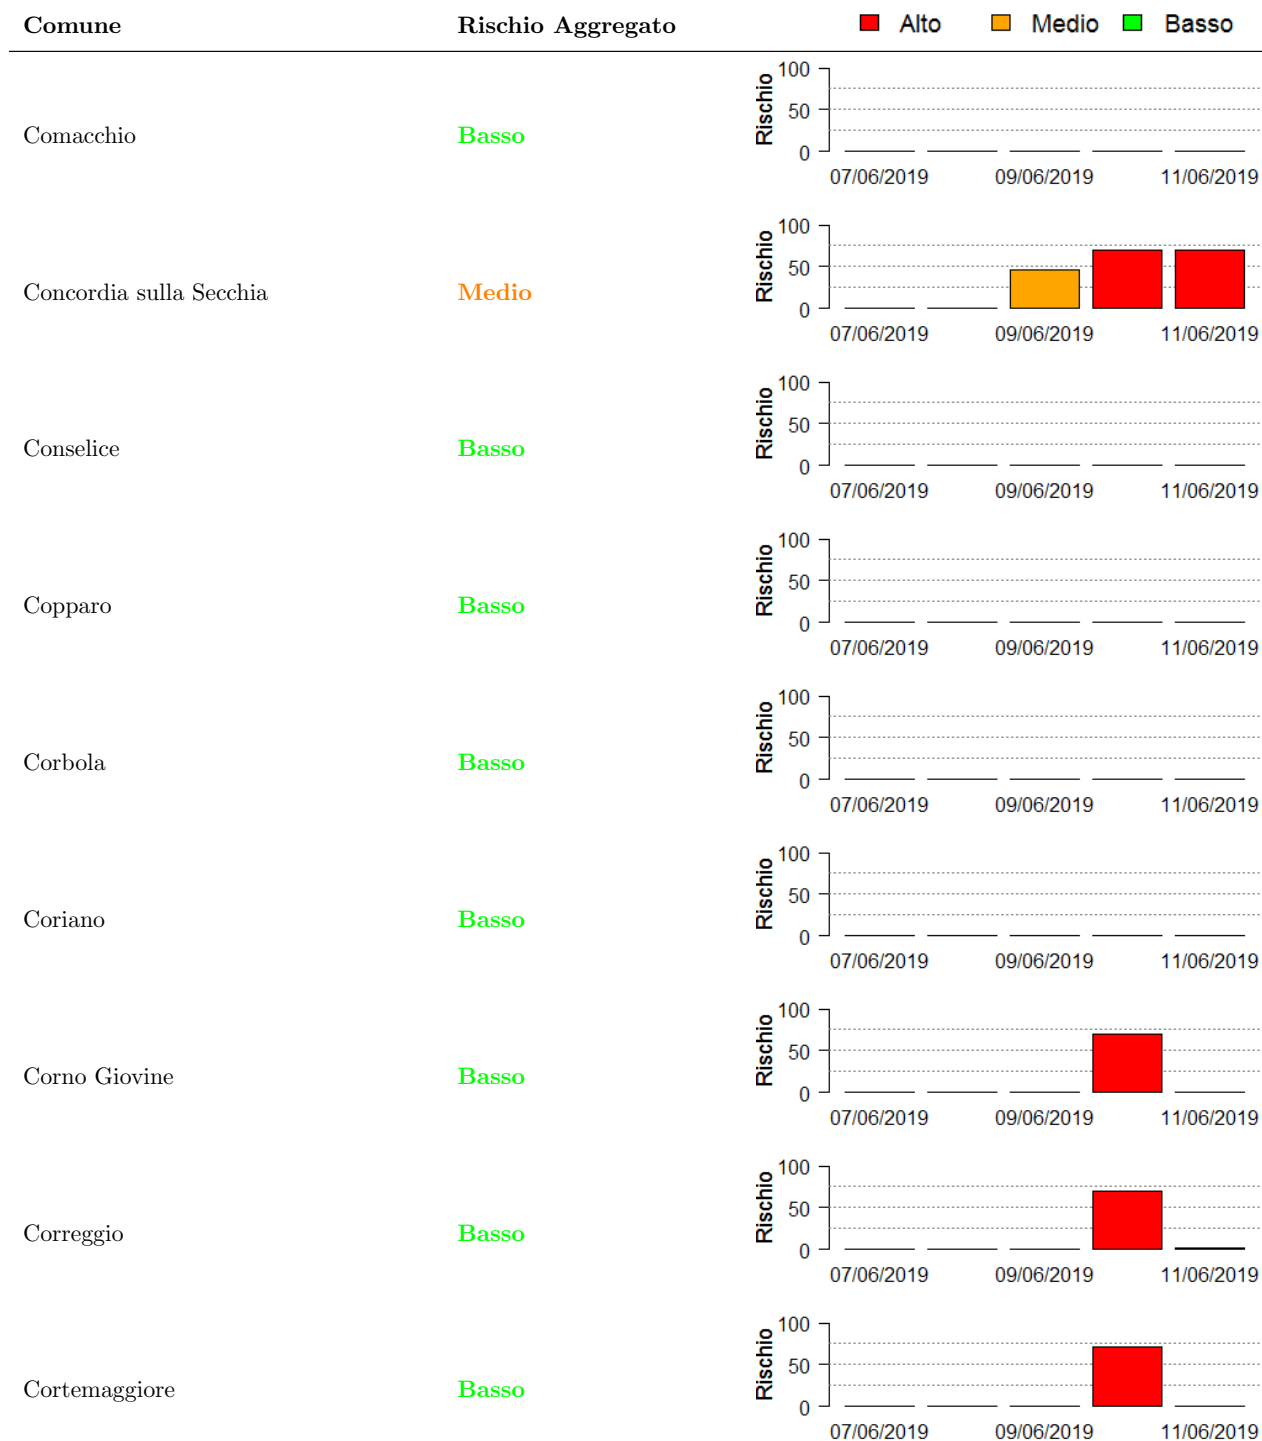 Comune Rischio Aggregato Alto Medio Basso
100
50
0
Rischio
Comacchio Basso
07/06/2019 09/06/2019 11/06/2019
100
50
0
Rischio
Concordia sulla Secchia Medio
07/06/2019 09/06/2019 11/06/2019
100
50
0
Rischio
Conselice Basso
07/06/2019 09/06/2019 11/06/2019
100
50
0
Rischio
Copparo Basso
07/06/2019 09/06/2019 11/06/2019
100
50
0
Rischio
Corbola Basso
07/06/2019 09/06/2019 11/06/2019
100
50
0
Rischio
Coriano Basso
07/06/2019 09/06/2019 11/06/2019
100
50
0
Rischio
Corno Giovine Basso
07/06/2019 09/06/2019 11/06/2019
100
50
0
Rischio
Correggio Basso
07/06/2019 09/06/2019 11/06/2019
100
50
0
Rischio
Cortemaggiore Basso
07/06/2019 09/06/2019 11/06/2019